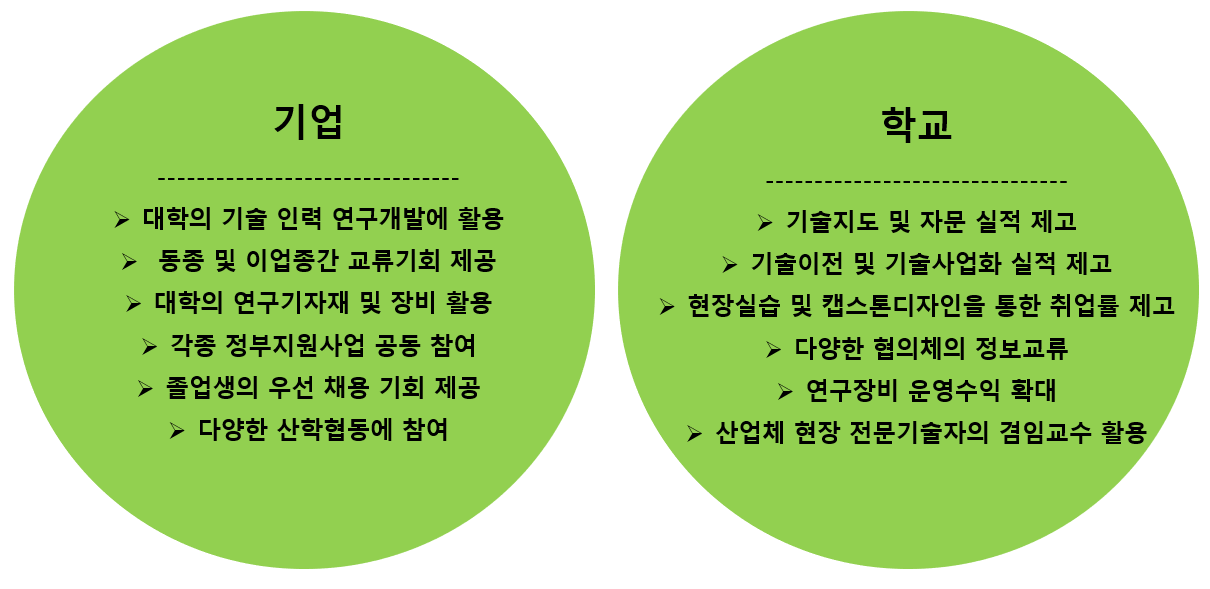 기업
-------------------------------
➢ 대학의 기술 인력 연구개발에 활용
➢ 동종 및 이업종간 교류기회 제공
➢ 대학의 연구기자재 및 장비 활용
➢ 각종 정부지원사업 공동 참여
➢ 졸업생의 우선 채용 기회 제공
➢ 다양한 산학협동에 참여
학교
-------------------------------
➢ 기술지도 및 자문 실적 제고
➢ 기술이전 및 기술사업화 실적 제고
➢ 현장실습 및 캡스톤디자인을 통한 취업률 제고
➢ 다양한 협의체의 정보교류
➢ 연구장비 운영수익 확대
➢ 산업체 현장 전문기술자의 겸임교수 활용